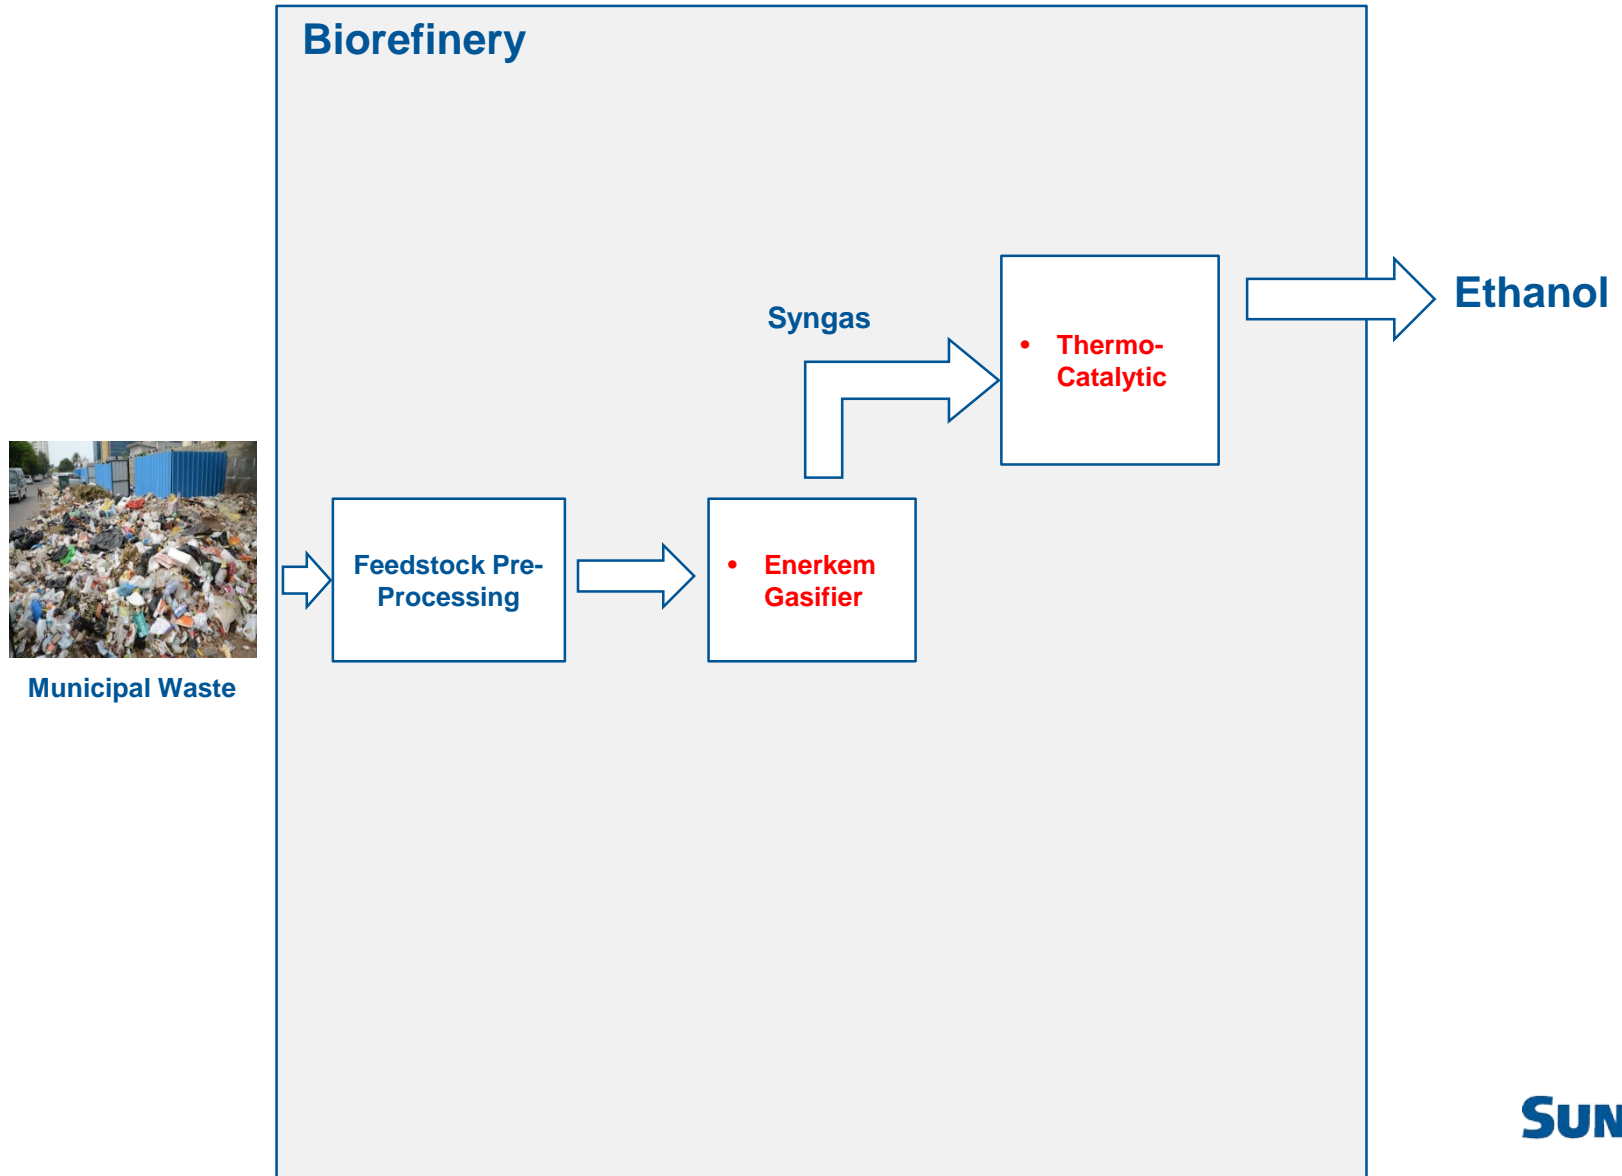 Biorefinery
Ethanol
Syngas
• Thermo-
Catalytic
Feedstock Pre-
Processing
• Enerkem
Gasifier
Municipal Waste
SUN